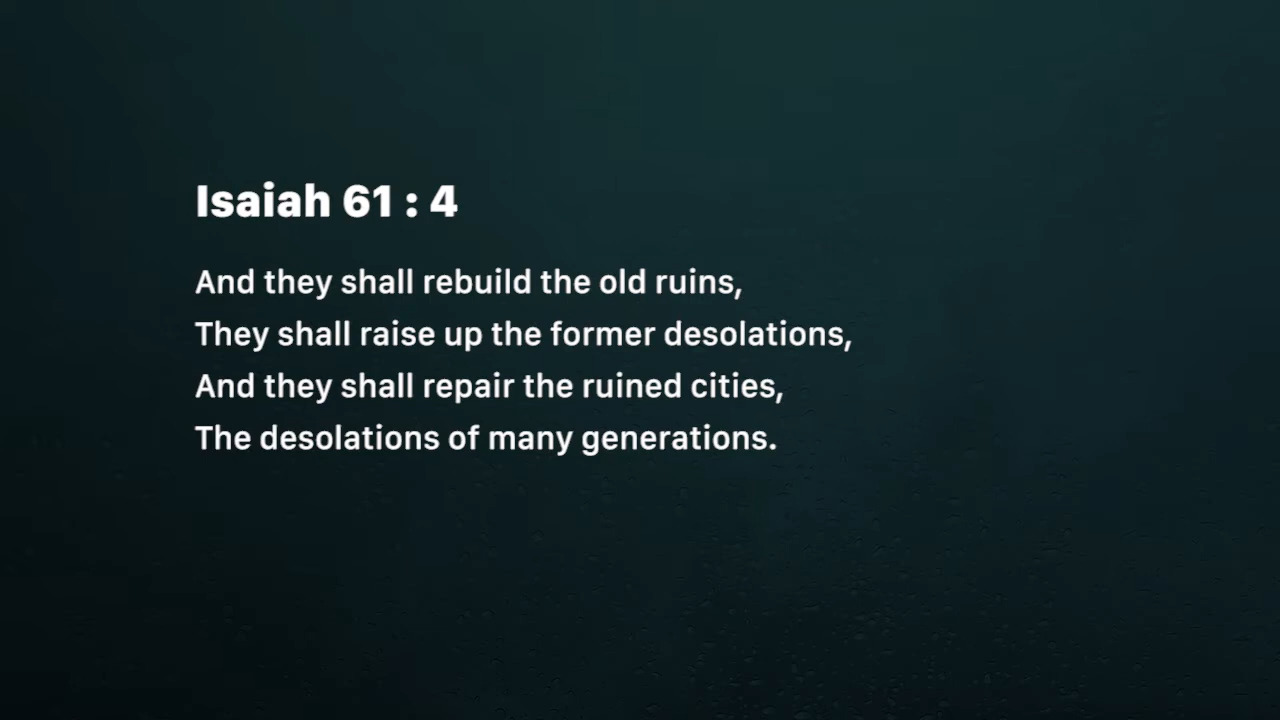 Isaiah 61 : 4
And they shall rebuild the old ruins,
They shall raise up the former desolations,
And they shall repair the ruined cities,
The desolations of many generations.